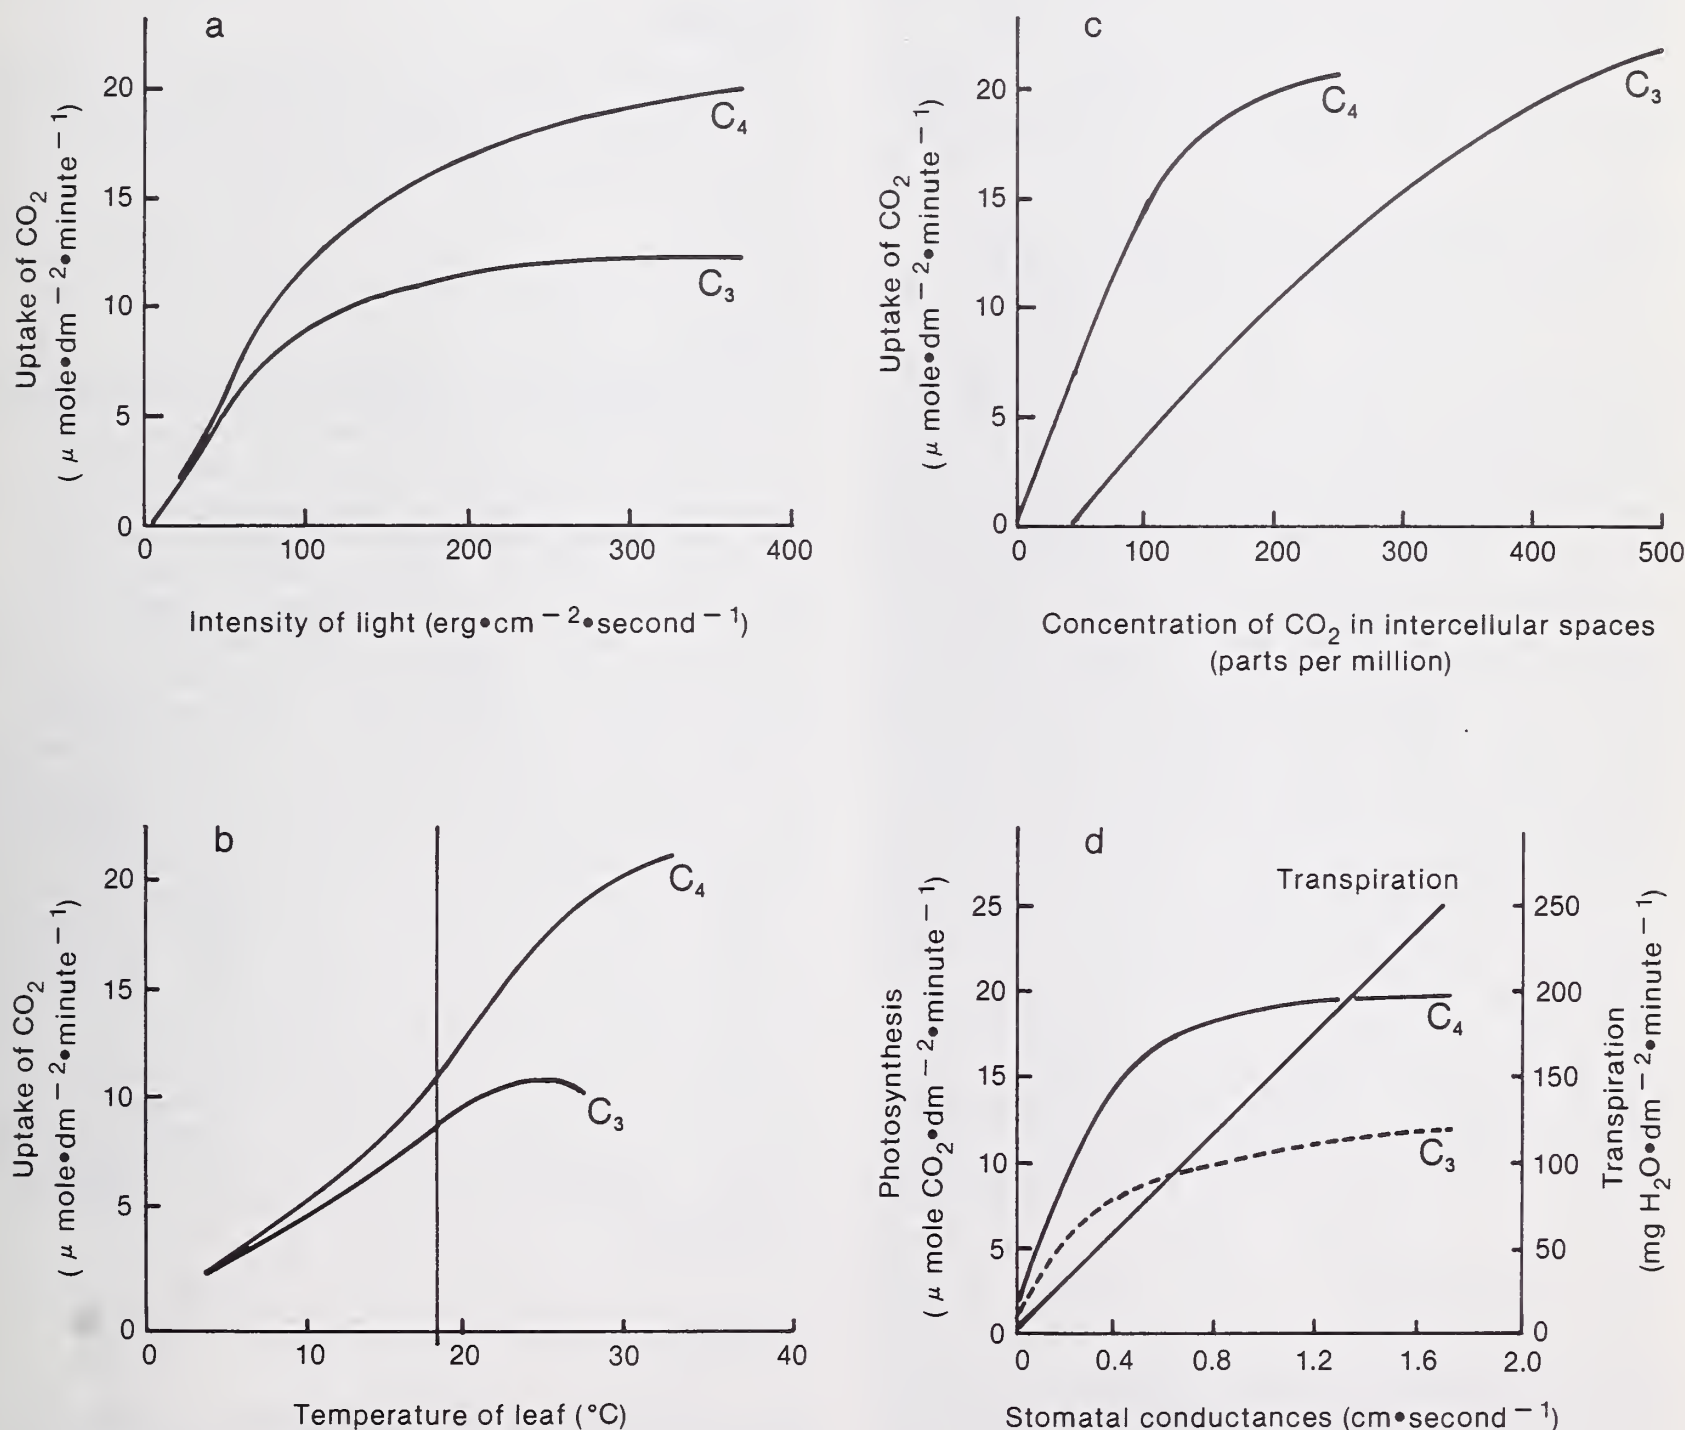 a
20
15
10
5
0
0 100 200 300 400
C₄
C₃
Uptake of CO₂
(μ mole•dm⁻²•minute⁻¹)
Intensity of light (erg•cm⁻²•second⁻¹)
c
20
15
10
5
0
0 100 200 300 400 500
C₄
C₃
Uptake of CO₂
(μ mole•dm⁻²•minute⁻¹)
Concentration of CO₂ in intercellular spaces
(parts per million)
b
20
15
10
5
0
0 10 20 30 40
C₄
C₃
Uptake of CO₂
(μ mole•dm⁻²•minute⁻¹)
Temperature of leaf (°C)
d
Transpiration
25
20
15
10
5
0
250
200
150
100
50
0
0 0.4 0.8 1.2 1.6 2.0
C₄
C₃
Photosynthesis
(μ mole CO₂•dm⁻²•minute⁻¹)
Transpiration
(mg H₂O•dm⁻²•minute⁻¹)
Stomatal conductances (cm•second⁻¹)